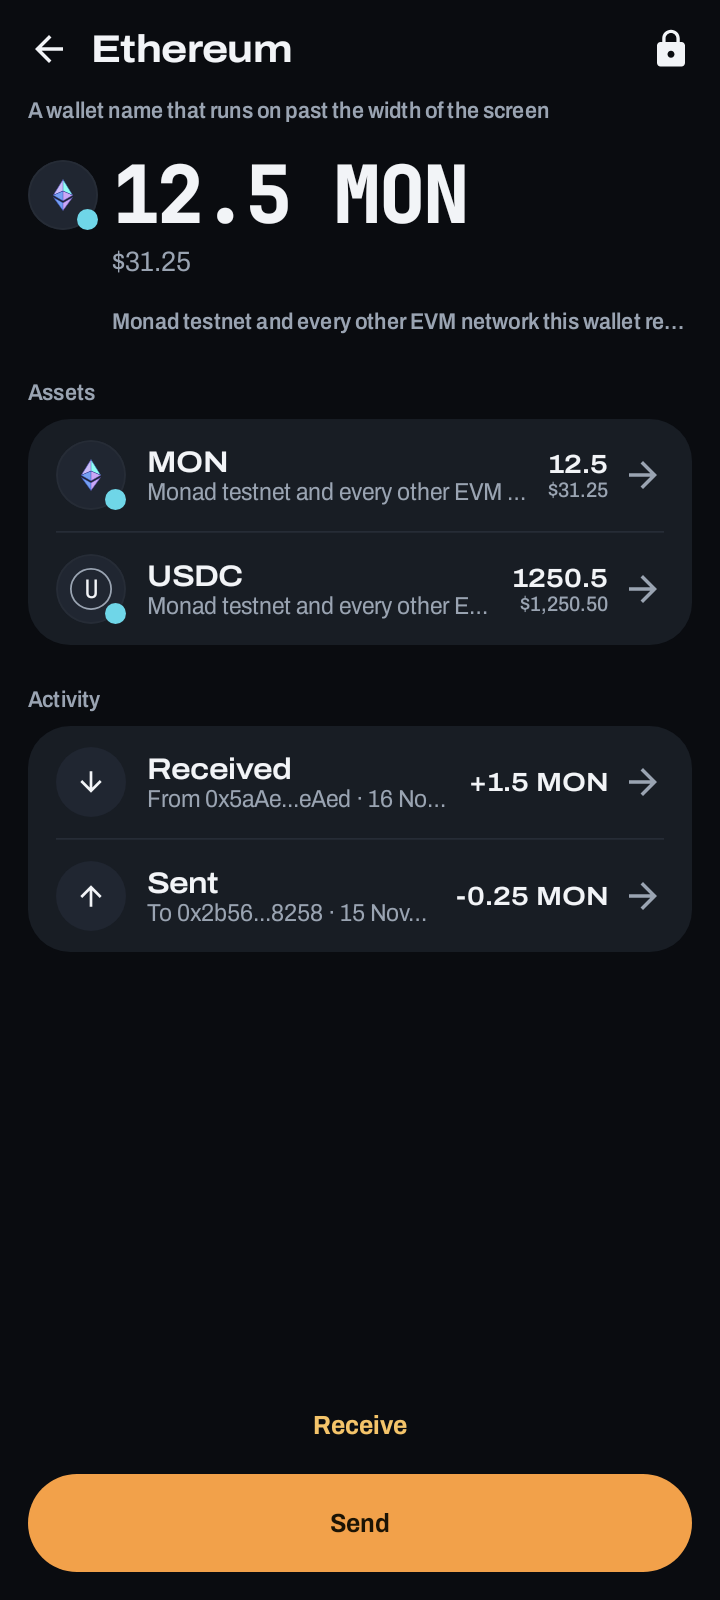 Ethereum
A wallet name that runs on past the width of the screen
12.5 MON
$31.25
Monad testnet and every other EVM network this wallet re...
Assets
MON
12.5
Monad testnet and every other EVM ...
$31.25
U
USDC
1250.5
Monad testnet and every other E...
$1,250.50
Activity
Received
+1.5 MON
From 0x5aAe...eAed · 16 No...
Sent
-0.25 MON
To 0x2b56...8258 · 15 Nov...
Receive
Send